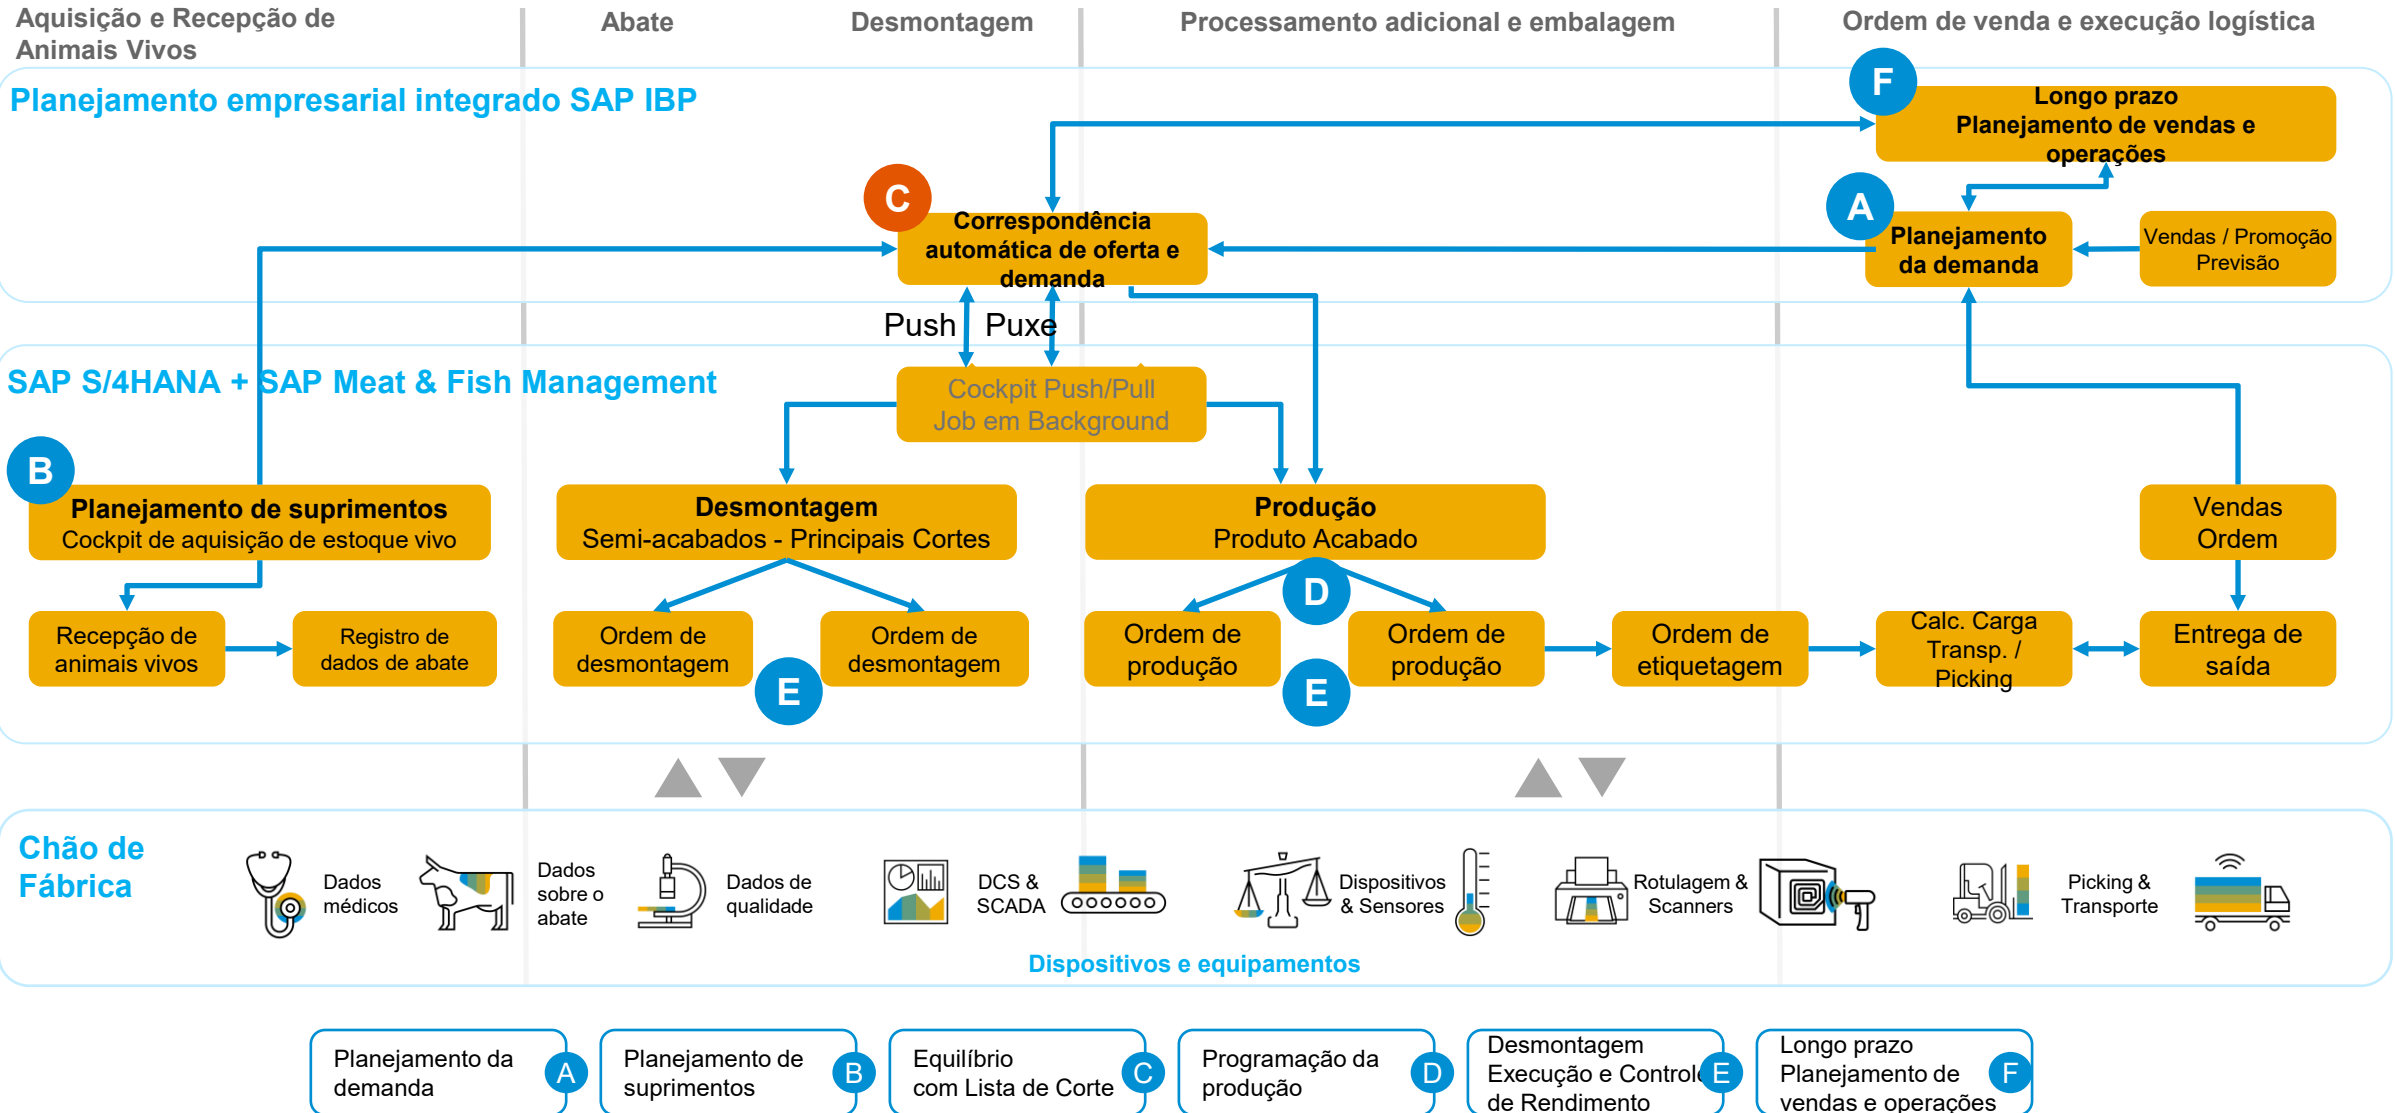 Aquisição e Recepção de
Animais Vivos
Abate
Desmontagem
Processamento adicional e embalagem
Ordem de venda e execução logística
Planejamento empresarial integrado SAP IBP
F
Longo prazo
Planejamento de vendas e
operações
C
Correspondência
automática de oferta e
demanda
A
Planejamento
da demanda
Vendas / Promoção
Previsão
Push
Puxe
SAP S/4HANA + SAP Meat & Fish Management
Cockpit Push/Pull
Job em Background
B
Planejamento de suprimentos
Cockpit de aquisição de estoque vivo
Desmontagem
Semi-acabados - Principais Cortes
Produção
Produto Acabado
Vendas
Ordem
D
Recepção de
animais vivos
Registro de
dados de abate
Ordem de
desmontagem
Ordem de
desmontagem
E
Ordem de
produção
E
Ordem de
produção
Ordem de
etiquetagem
Calc. Carga
Transp. /
Picking
Entrega de
saída
Chão de
Fábrica
Dados
médicos
Dados
sobre o
abate
Dados de
qualidade
DCS &
SCADA
Dispositivos
& Sensores
Rotulagem &
Scanners
Picking &
Transporte
Dispositivos e equipamentos
Planejamento da
demanda
A
Planejamento de
suprimentos
B
Equilíbrio
com Lista de Corte
C
Programação da
produção
D
Desmontagem
Execução e Controle
de Rendimento
E
Longo prazo
Planejamento de
vendas e operações
F